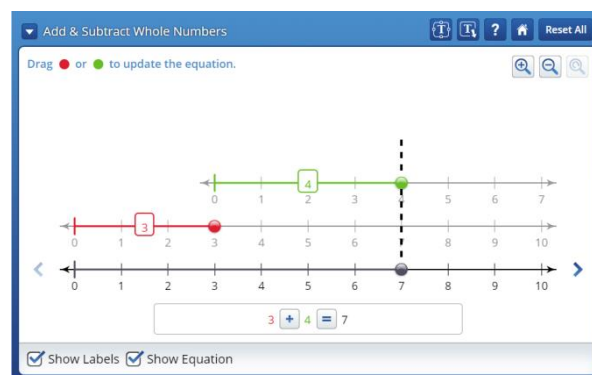 Add & Subtract Whole Numbers
T T ? Reset All
Drag or to update the equation.
4
0 1 2 3 4 5 6 7
3
0 1 2 3 4 5 6 7 8 9 10
0 1 2 3 4 5 6 7 8 9 10
3 + 4 = 7
Show Labels Show Equation